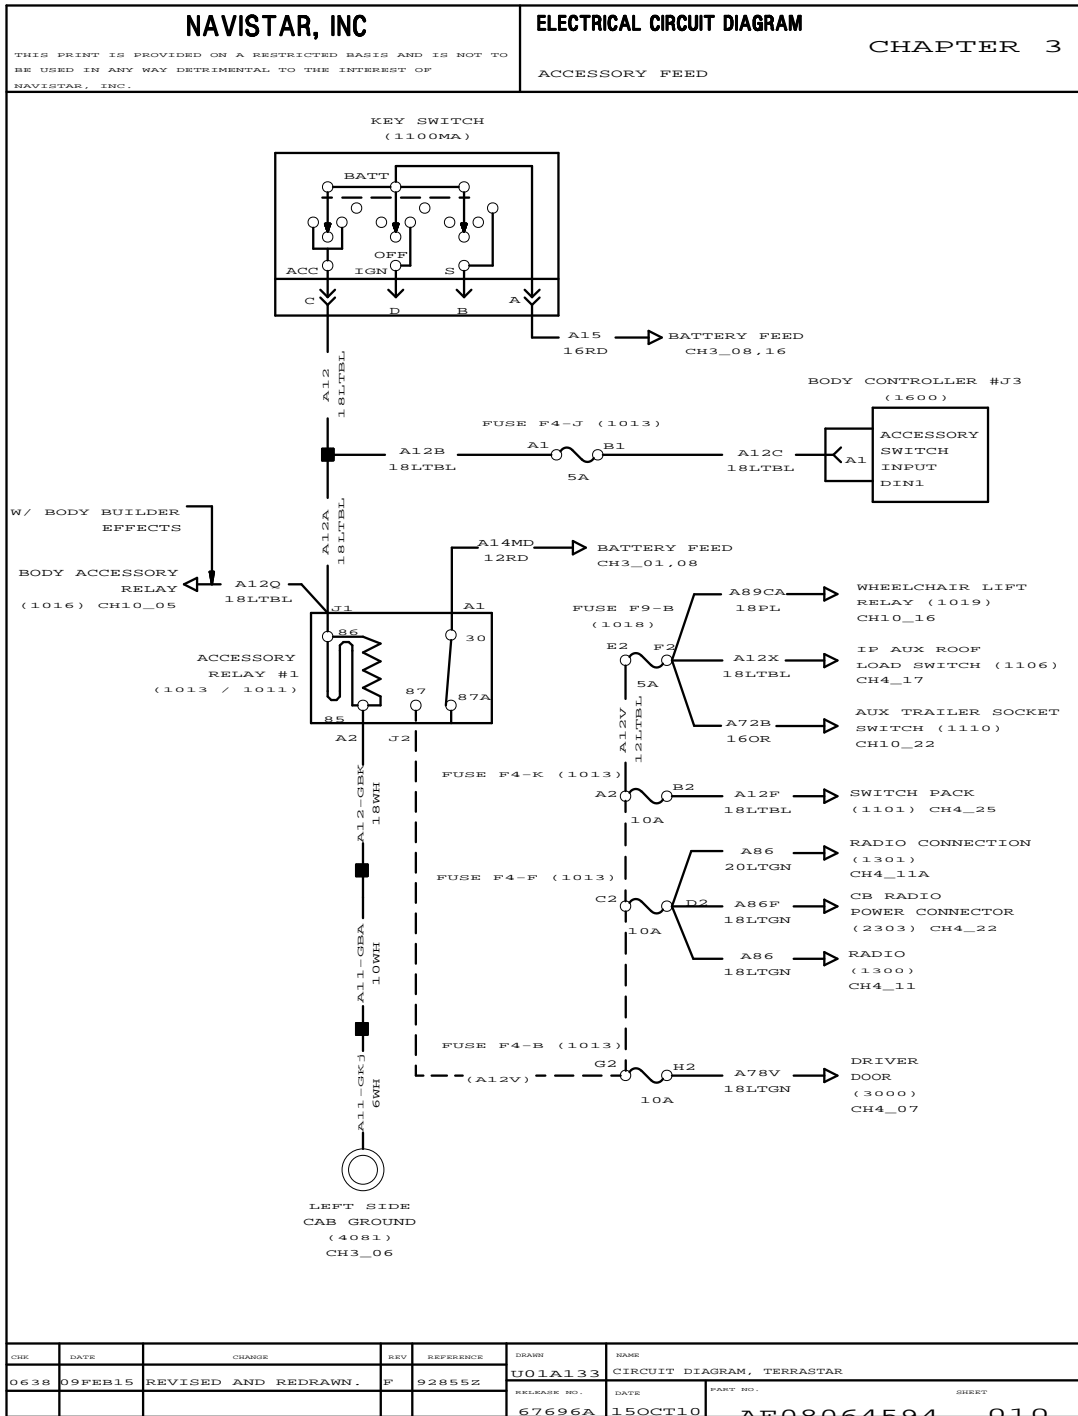 NAVISTAR, INC
THIS PRINT IS PROVIDED ON A RESTRICTED BASIS AND IS NOT TO
BE USED IN ANY WAY DETRIMENTAL TO THE INTEREST OF
NAVISTAR, INC.
ELECTRICAL CIRCUIT DIAGRAM
CHAPTER 3
ACCESSORY FEED
KEY SWITCH
(1100MA)
BATT
OFF
ACC
IGN
S
C
D
B
A
A15
16RD
BATTERY FEED
CH3_08,16
A12
18LTBL
BODY CONTROLLER #J3
(1600)
FUSE F4-J (1013)
A12B
18LTBL
A1
B1
5A
A12C
18LTBL
A1
ACCESSORY
SWITCH
INPUT
DIN1
W/ BODY BUILDER
EFFECTS
A12A
18LTBL
A14MD
12RD
BATTERY FEED
CH3_01,08
BODY ACCESSORY
RELAY
(1016) CH10_05
A12Q
18LTBL
J1
A1
86
30
ACCESSORY
RELAY #1
(1013 / 1011)
87
87A
85
A2
J2
FUSE F9-B
(1018)
E2
F2
5A
A89CA
18PL
WHEELCHAIR LIFT
RELAY (1019)
CH10_16
A12X
18LTBL
IP AUX ROOF
LOAD SWITCH (1106)
CH4_17
A72B
16OR
AUX TRAILER SOCKET
SWITCH (1110)
CH10_22
A12V
12LTBL
FUSE F4-K (1013)
A2
B2
10A
A12F
18LTBL
SWITCH PACK
(1101) CH4_25
A12-GBK
18WH
FUSE F4-F (1013)
C2
D2
10A
A86
20LTGN
RADIO CONNECTION
(1301)
CH4_11A
A86F
18LTGN
CB RADIO
POWER CONNECTOR
(2303) CH4_22
A86
18LTGN
RADIO
(1300)
CH4_11
A11-GBA
10WH
FUSE F4-B (1013)
G2
H2
10A
(A12V)
A78V
18LTGN
DRIVER
DOOR
(3000)
CH4_07
A11-GKJ
6WH
LEFT SIDE
CAB GROUND
(4081)
CH3_06
CHK DATE CHANGE REV REFERENCE
0638 09FEB15 REVISED AND REDRAWN. F 92855Z
DRAWN
U01A133
NAME
CIRCUIT DIAGRAM, TERRASTAR
RELEASE NO.
67696A
DATE
15OCT10
PART NO.
AE08064594
SHEET
010